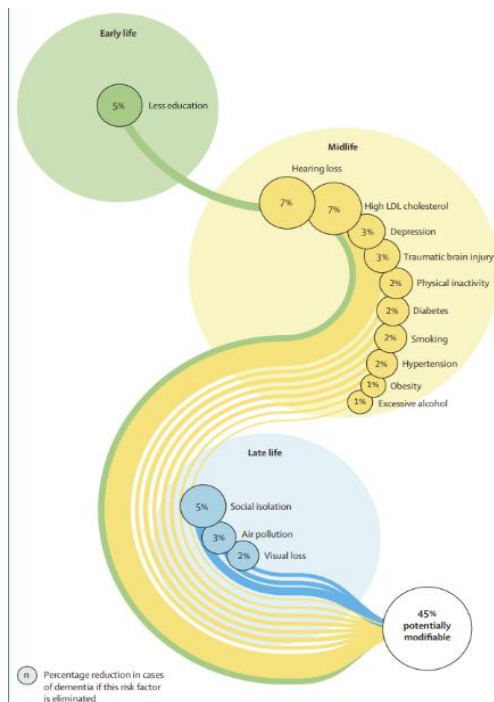 Early life
5%
Less education
Midlife
Hearing loss
7%
7%
High LDL cholesterol
3%
Depression
3%
Traumatic brain injury
2%
Physical inactivity
2%
Diabetes
2%
Smoking
2%
Hypertension
1%
Obesity
1%
Excessive alcohol
Late life
5%
Social isolation
3%
Air pollution
2%
Visual loss
45%
potentially
modifiable
n
Percentage reduction in cases
of dementia if this risk factor
is eliminated